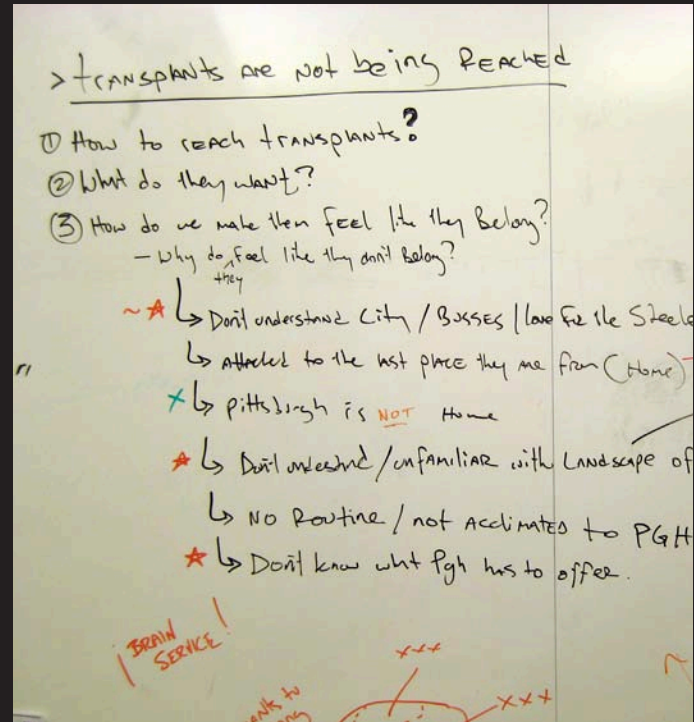 > TRANSPLANTS ARE NOT being REACHED
① How to REACH TRANSPLANTS?
② What do they WANT?
③ How do we make them FEEL like they Belong?
- Why do they feel like they don't Belong?
~ ☆ ↳ Don't understand City / BUSSES / love for the Steele
↳ Attached to the last place they are from (Home)
x ↳ Pittsburgh is NOT Home
☆ ↳ Don't understand / unfamiliar with LANDSCAPE of
↳ NO ROUTINE / not Acclimated to PGH
☆ ↳ Don't know what Pgh has to offer.
BRAIN SERVICE!
xxx
xxx